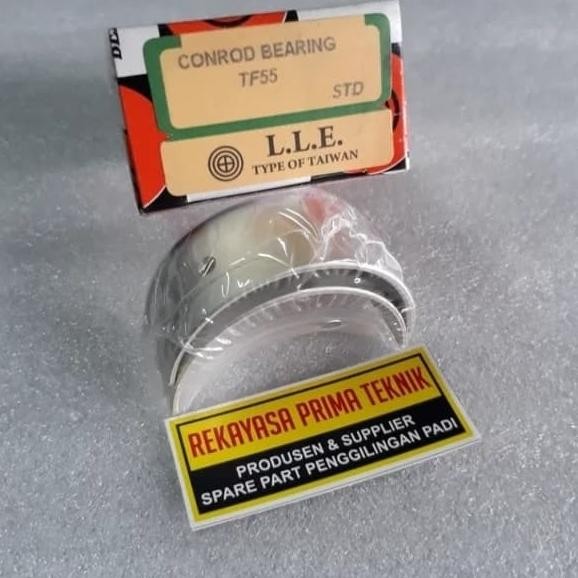 CONROD BEARING
TF55
STD
L.L.E.
TYPE OF TAIWAN
REKAYASA PRIMA TEKNIK
PRODUSEN & SUPPLIER
SPARE PART PENGGILINGAN PADI